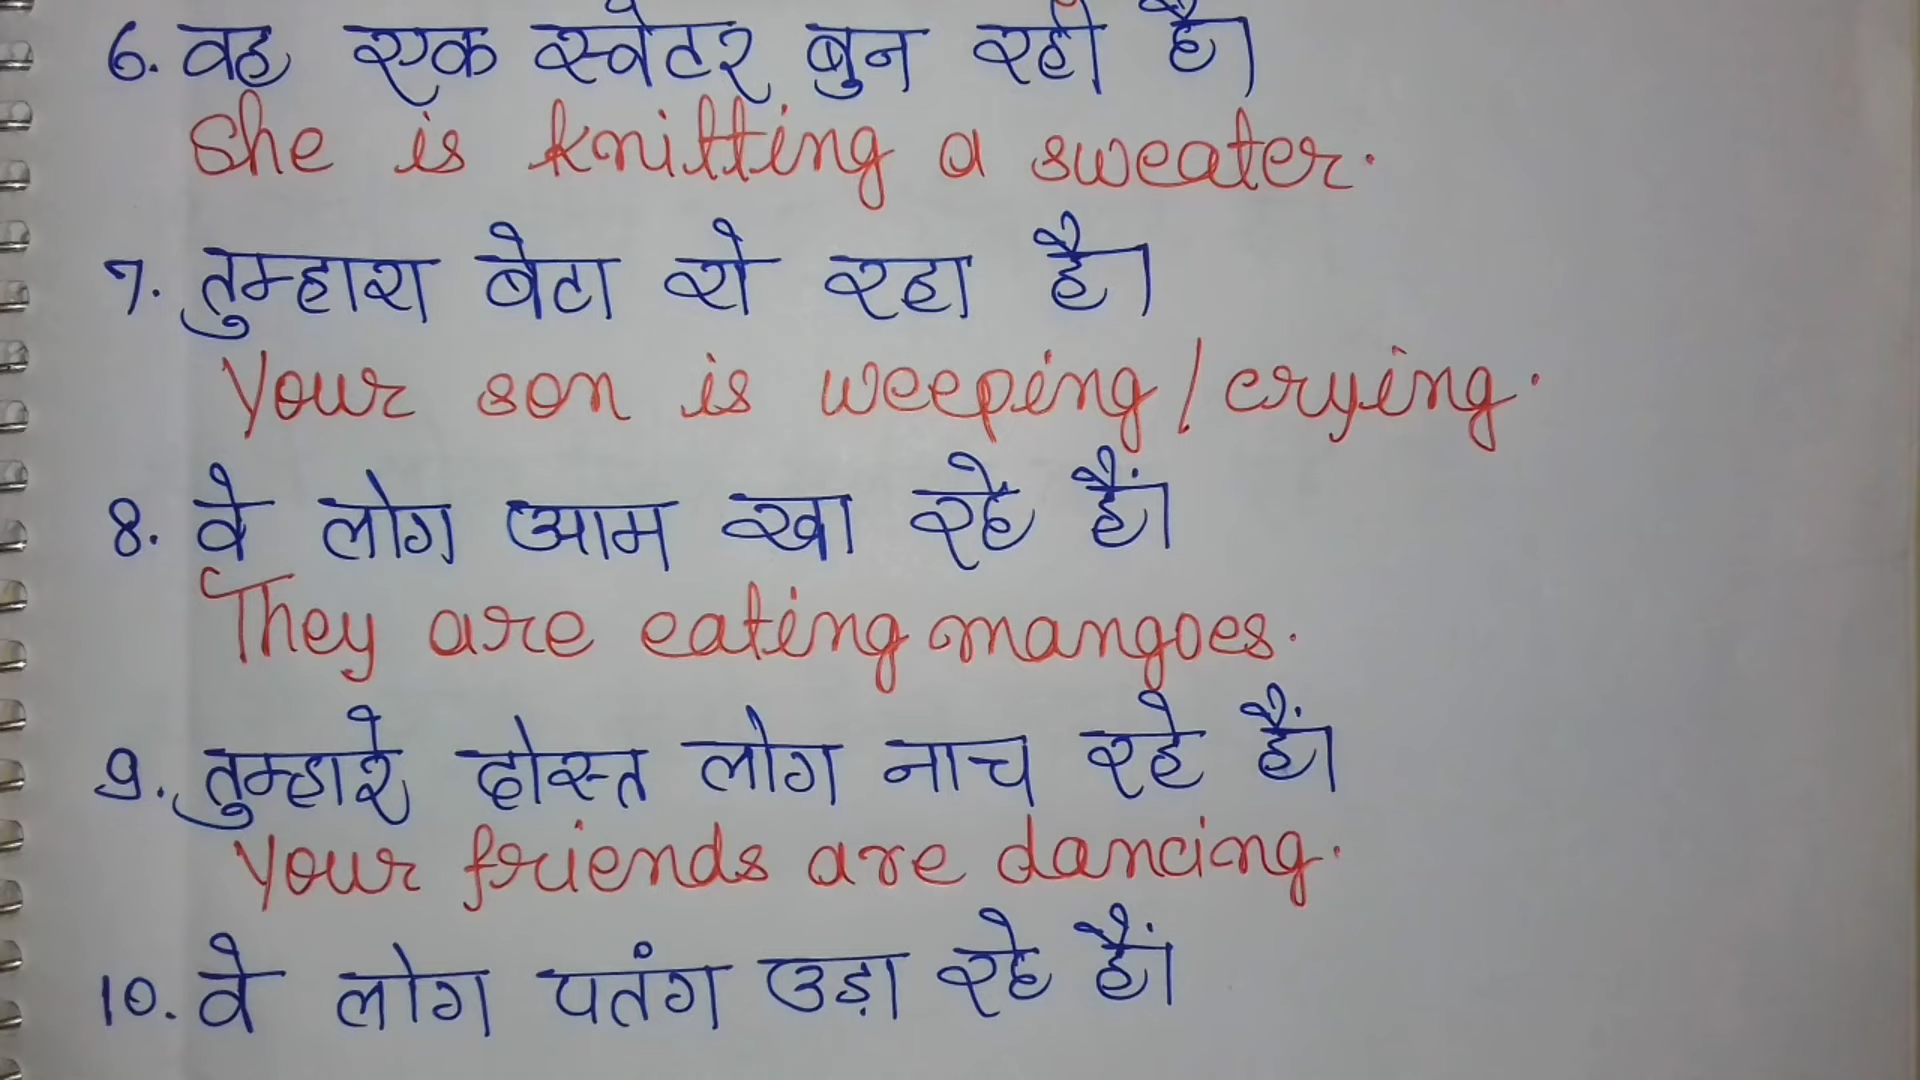 6. वह एक स्वेटर बुन रही है।
She is knitting a sweater.
7. तुम्हारा बेटा रो रहा है।
Your son is weeping / crying.
8. वे लोग आम खा रहे हैं।
They are eating mangoes.
9. तुम्हारे दोस्त लोग नाच रहे हैं।
Your friends are dancing.
10. वे लोग पतंग उड़ा रहे हैं।